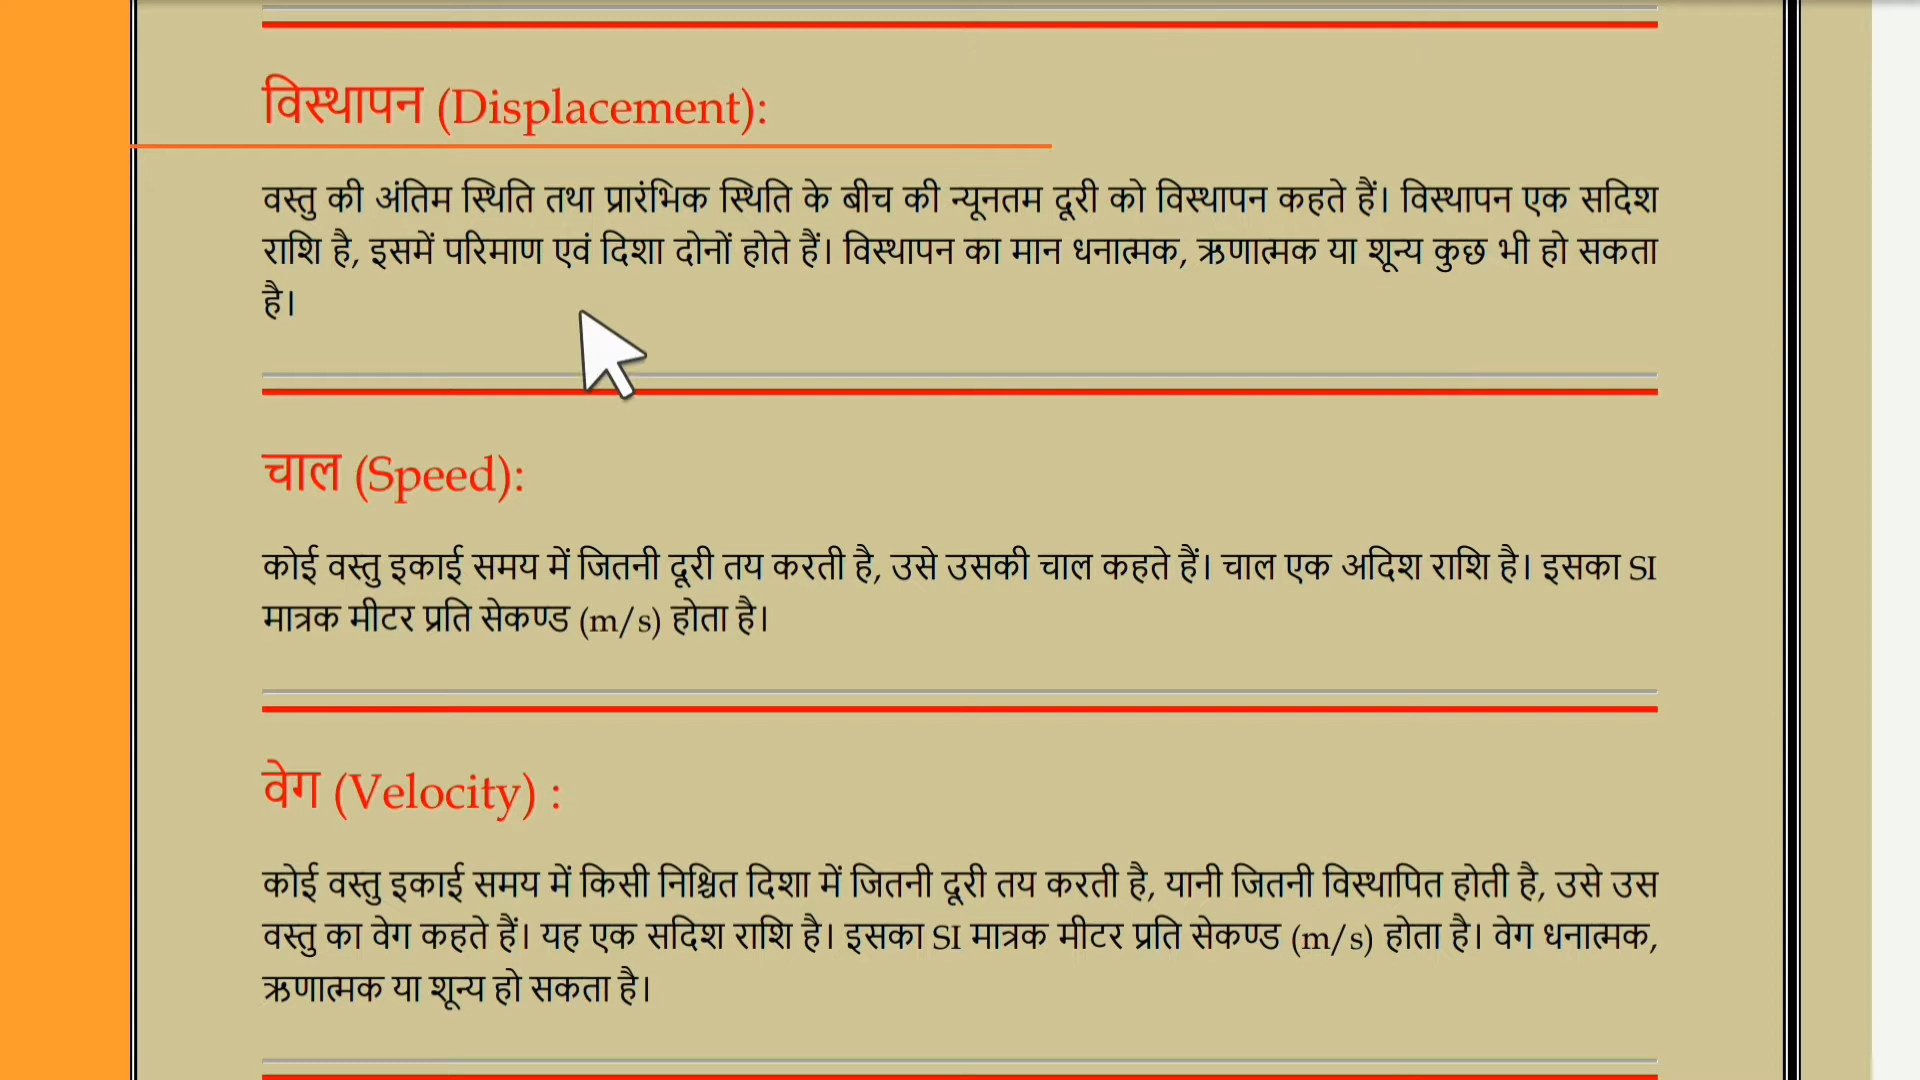 विस्थापन (Displacement):
वस्तु की अंतिम स्थिति तथा प्रारंभिक स्थिति के बीच की न्यूनतम दूरी को विस्थापन कहते हैं। विस्थापन एक सदिश
राशि है, इसमें परिमाण एवं दिशा दोनों होते हैं। विस्थापन का मान धनात्मक, ऋणात्मक या शून्य कुछ भी हो सकता
है।
चाल (Speed):
कोई वस्तु इकाई समय में जितनी दूरी तय करती है, उसे उसकी चाल कहते हैं। चाल एक अदिश राशि है। इसका SI
मात्रक मीटर प्रति सेकण्ड (m/s) होता है।
वेग (Velocity) :
कोई वस्तु इकाई समय में किसी निश्चित दिशा में जितनी दूरी तय करती है, यानी जितनी विस्थापित होती है, उसे उस
वस्तु का वेग कहते हैं। यह एक सदिश राशि है। इसका SI मात्रक मीटर प्रति सेकण्ड (m/s) होता है। वेग धनात्मक,
ऋणात्मक या शून्य हो सकता है।